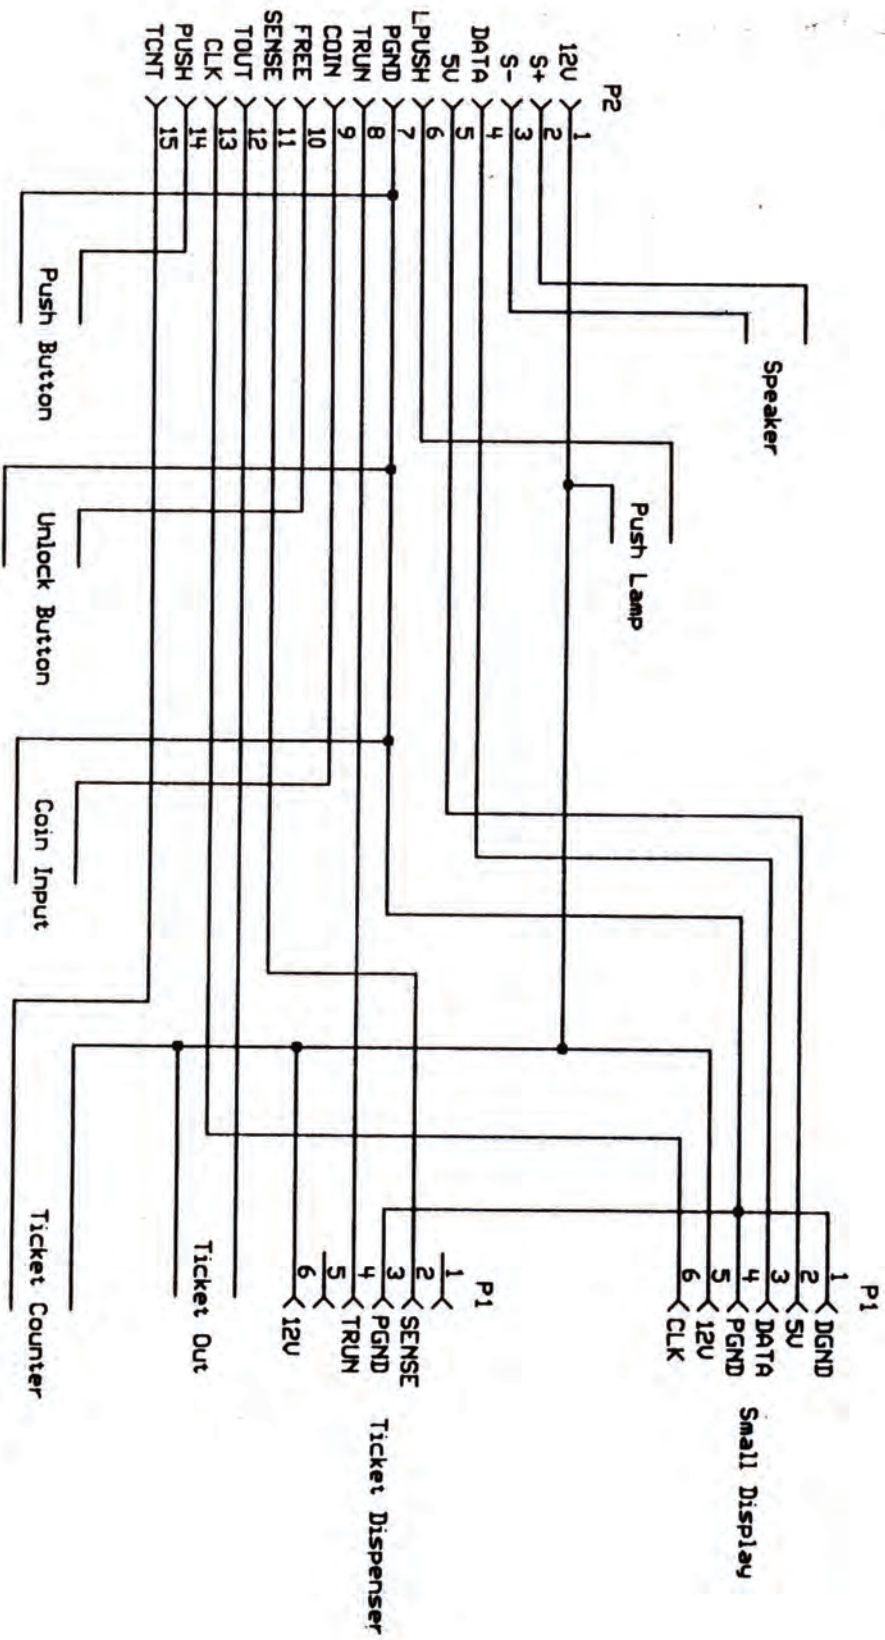 P2
12V 1
S+ 2
S- 3
DATA 4
5V 5
LPUSH 6
PGND 7
TRUN 8
COIN 9
FREE 10
SENSE 11
TOUT 12
CLK 13
PUSH 14
TCNT 15
Speaker
Push Lamp
Push Button
Unlock Button
Coin Input
Ticket Counter
Ticket Out
P1
1 DGND
2 5V
3 DATA
4 PGND
5 12V
6 CLK
Small Display
P1
1
2 SENSE
3 PGND
4 TRUN
5
6 12V
Ticket Dispenser